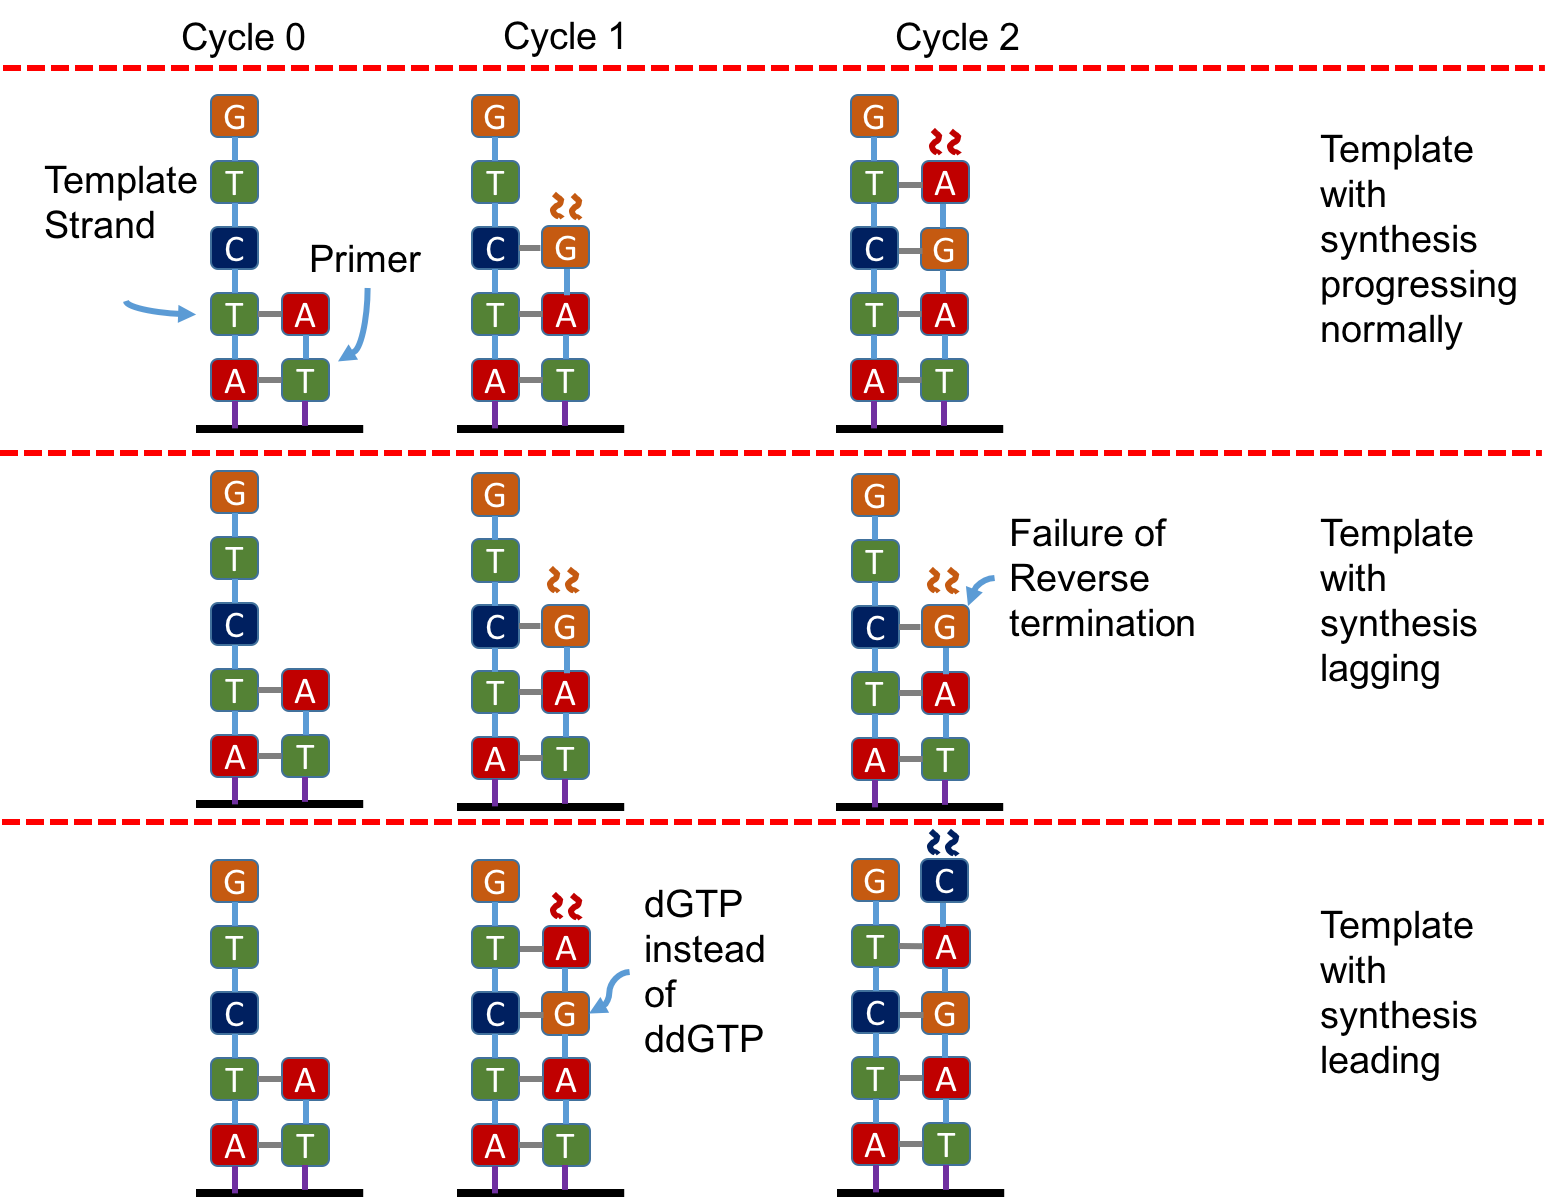 Cycle 0
Cycle 1
Cycle 2
G
G
G
T
T
T A
C
C G
C G
T A
T A
T A
A T
A T
A T
Template
Strand
Primer
Template
with
synthesis
progressing
normally
G
G
G
T
T
T
C
C G
C G
T A
T A
T A
A T
A T
A T
Failure of
Reverse
termination
Template
with
synthesis
lagging
G
G
G C
T
T A
T A
C
C G
C G
T A
T A
T A
A T
A T
A T
dGTP
instead
of
ddGTP
Template
with
synthesis
leading